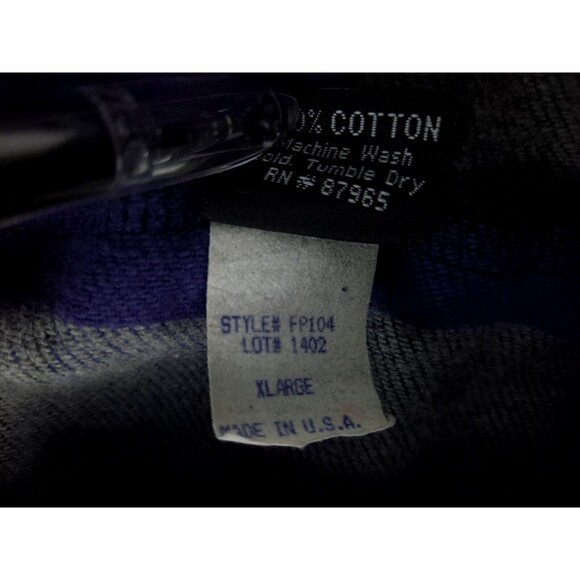 0% COTTON
Machine Wash
old. Tumble Dry
RN # 87965
STYLE# FP104
LOT# 1402
XLARGE
MADE IN U.S.A.